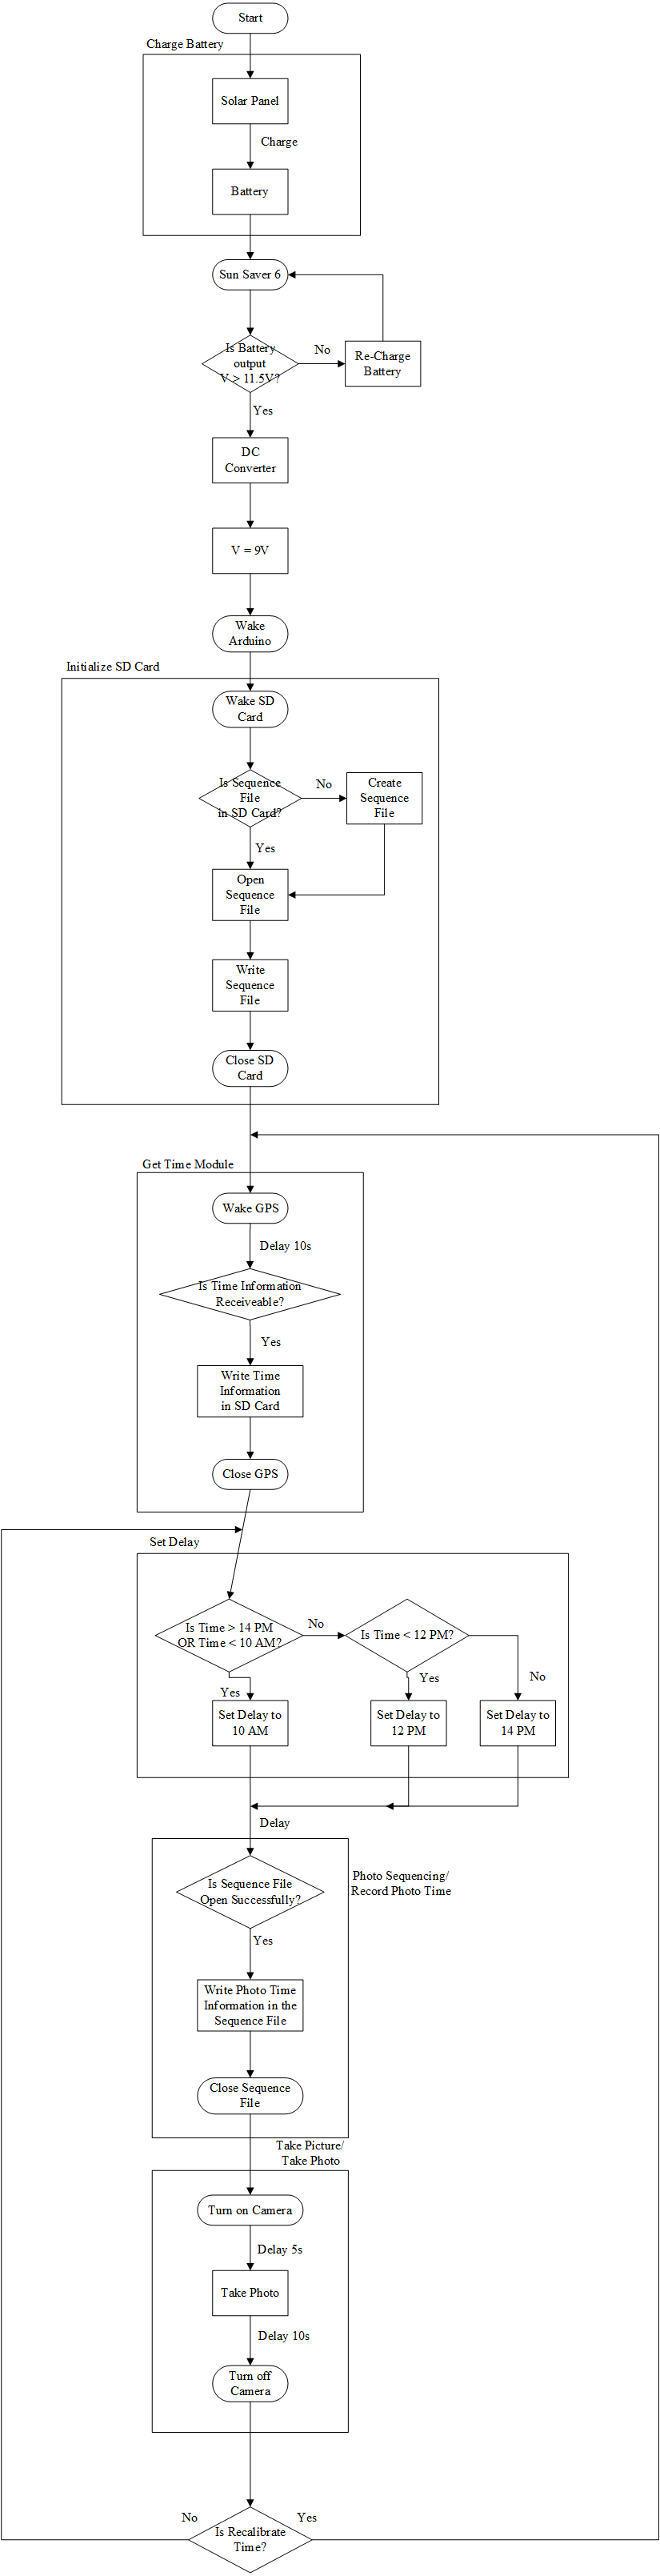 Start
Charge Battery
Solar Panel
Charge
Battery
Sun Saver 6
Is Battery
output
V > 11.5V?
No
Re-Charge
Battery
Yes
DC
Converter
V = 9V
Wake
Arduino
Initialize SD Card
Wake SD
Card
Is Sequence
File
in SD Card?
No
Create
Sequence
File
Yes
Open
Sequence
File
Write
Sequence
File
Close SD
Card
Get Time Module
Wake GPS
Delay 10s
Is Time Information
Receiveable?
Yes
Write Time
Information
in SD Card
Close GPS
Set Delay
Is Time > 14 PM
OR Time < 10 AM?
No
Is Time < 12 PM?
Yes
Yes
No
Set Delay to
10 AM
Set Delay to
12 PM
Set Delay to
14 PM
Delay
Is Sequence File
Open Successfully?
Photo Sequencing/
Record Photo Time
Yes
Write Photo Time
Information in the
Sequence File
Close Sequence
File
Take Picture/
Take Photo
Turn on Camera
Delay 5s
Take Photo
Delay 10s
Turn off
Camera
No
Yes
Is Recalibrate
Time?